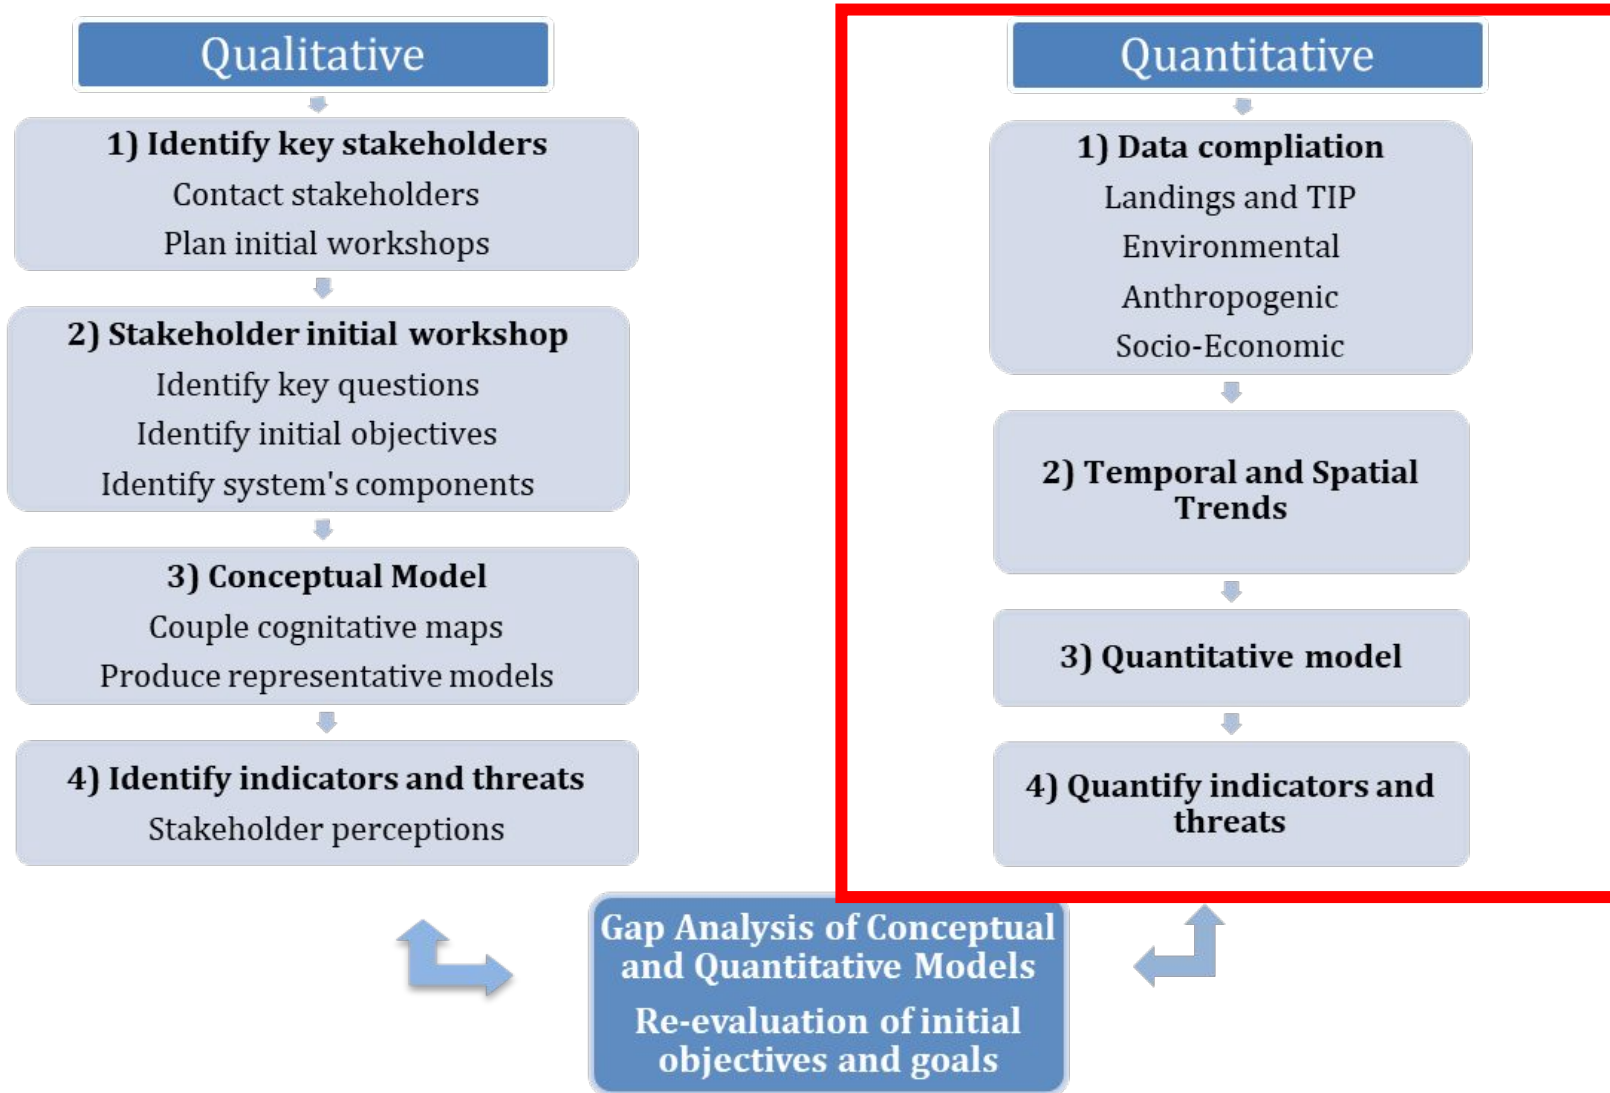 Qualitative
1) Identify key stakeholders
Contact stakeholders
Plan initial workshops
2) Stakeholder initial workshop
Identify key questions
Identify initial objectives
Identify system's components
3) Conceptual Model
Couple cognitative maps
Produce representative models
4) Identify indicators and threats
Stakeholder perceptions
Quantitative
1) Data compliation
Landings and TIP
Environmental
Anthropogenic
Socio-Economic
2) Temporal and Spatial
Trends
3) Quantitative model
4) Quantify indicators and
threats
Gap Analysis of Conceptual
and Quantitative Models
Re-evaluation of initial
objectives and goals